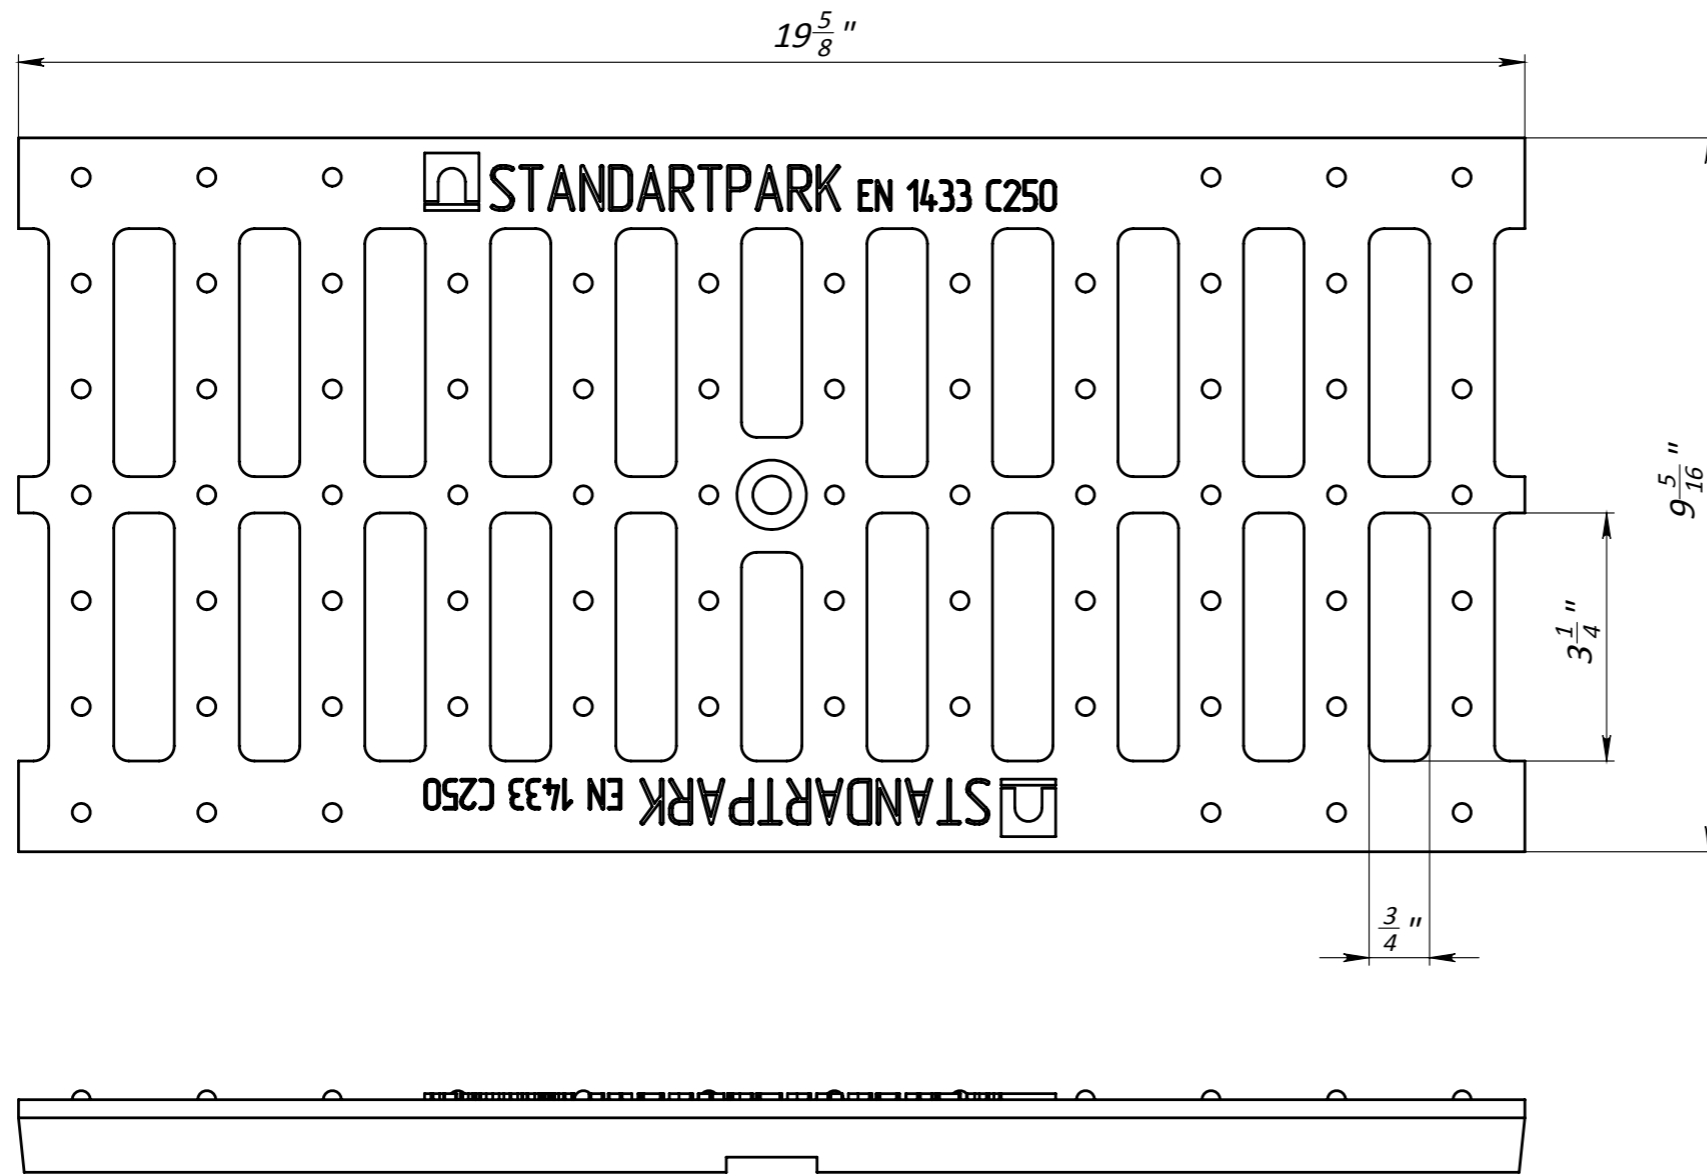 19 5/8 "
STANDARTPARK EN 1433 C250
9 5/16 "
3 1/4 "
STANDARTPARK EN 1433 C250
3/4 "